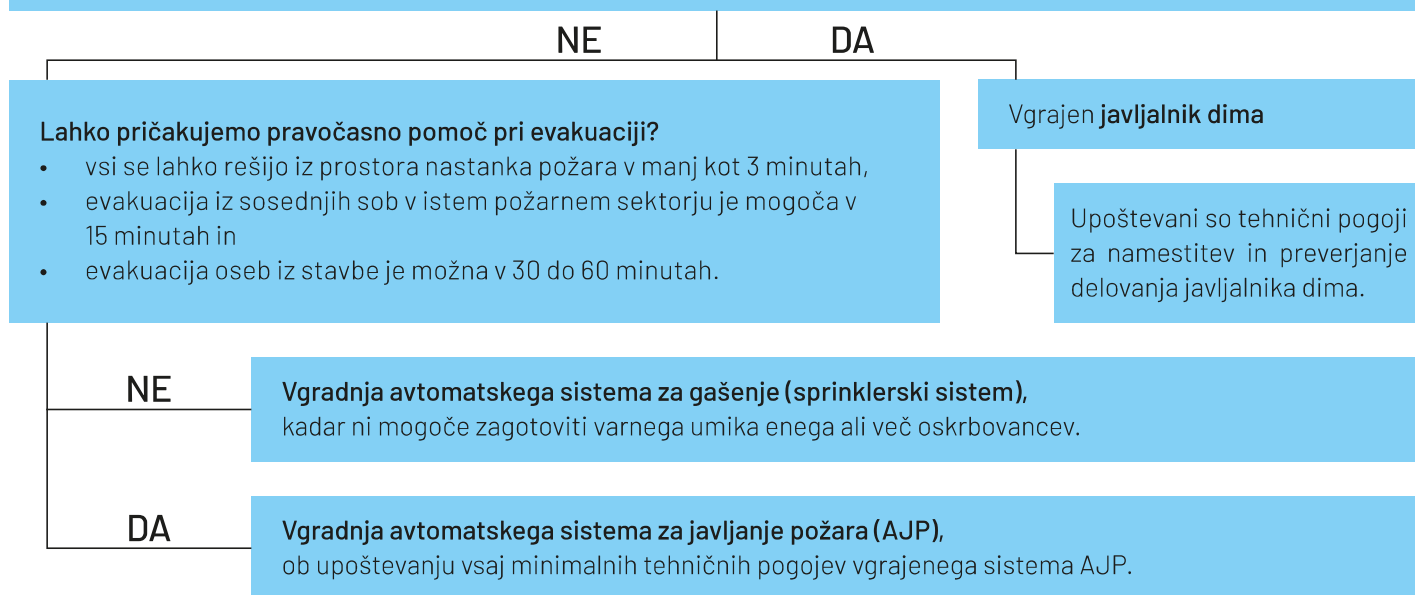 NE
DA
Lahko pričakujemo pravočasno pomoč pri evakuaciji?
• vsi se lahko rešijo iz prostora nastanka požara v manj kot 3 minutah,
• evakuacija iz sosednjih sob v istem požarnem sektorju je mogoča v
15 minutah in
• evakuacija oseb iz stavbe je možna v 30 do 60 minutah.
Vgrajen javljalnik dima
Upoštevani so tehnični pogoji
za namestitev in preverjanje
delovanja javljalnika dima.
NE
Vgradnja avtomatskega sistema za gašenje (sprinklerski sistem),
kadar ni mogoče zagotoviti varnega umika enega ali več oskrbovancev.
DA
Vgradnja avtomatskega sistema za javljanje požara (AJP),
ob upoštevanju vsaj minimalnih tehničnih pogojev vgrajenega sistema AJP.